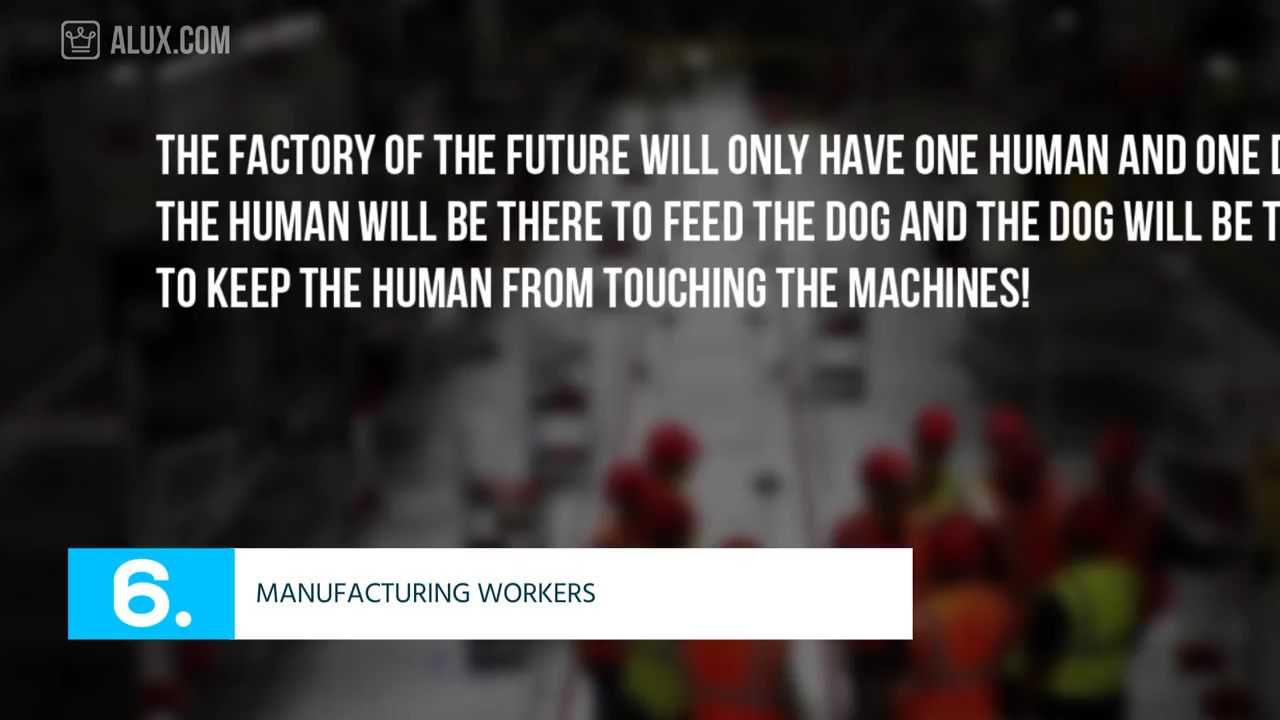 ALUX.COM
THE FACTORY OF THE FUTURE WILL ONLY HAVE ONE HUMAN AND ONE
THE HUMAN WILL BE THERE TO FEED THE DOG AND THE DOG WILL BE
TO KEEP THE HUMAN FROM TOUCHING THE MACHINES!
6.
MANUFACTURING WORKERS